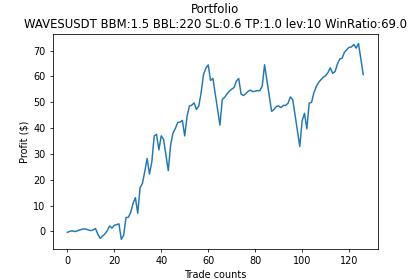 Portfolio
WAVESUSDT BBM:1.5 BBL:220 SL:0.6 TP:1.0 lev:10 WinRatio:69.0
70
60
50
40
30
20
10
0
Profit ($)
0 20 40 60 80 100 120
Trade counts